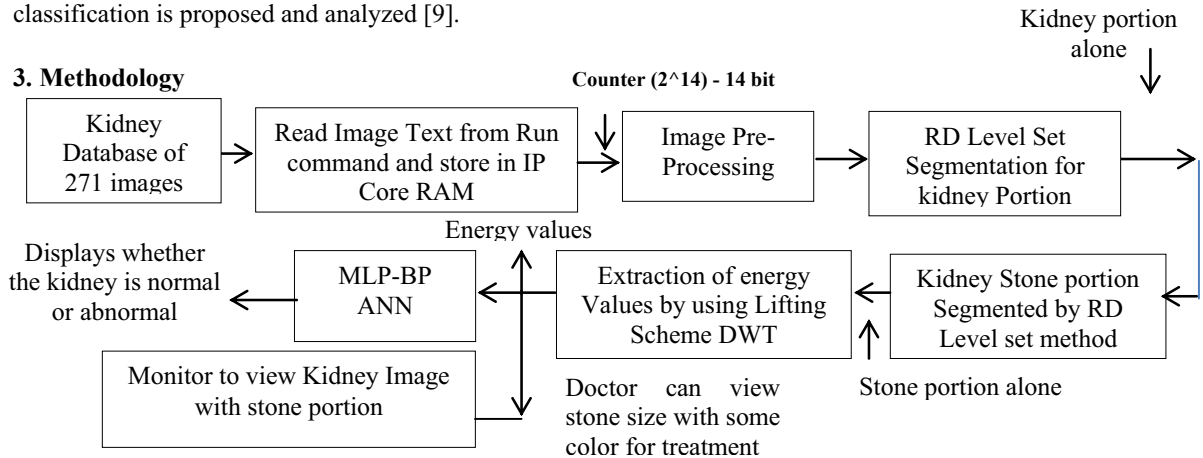 classification is proposed and analyzed [9].
Kidney portion
alone
3. Methodology
Counter (2^14) - 14 bit
Kidney
Database of
271 images
Read Image Text from Run
command and store in IP
Core RAM
Image Pre-
Processing
RD Level Set
Segmentation for
kidney Portion
Energy values
Displays whether
the kidney is normal
or abnormal
MLP-BP
ANN
Extraction of energy
Values by using Lifting
Scheme DWT
Kidney Stone portion
Segmented by RD
Level set method
Monitor to view Kidney Image
with stone portion
Doctor can view
stone size with some
color for treatment
Stone portion alone